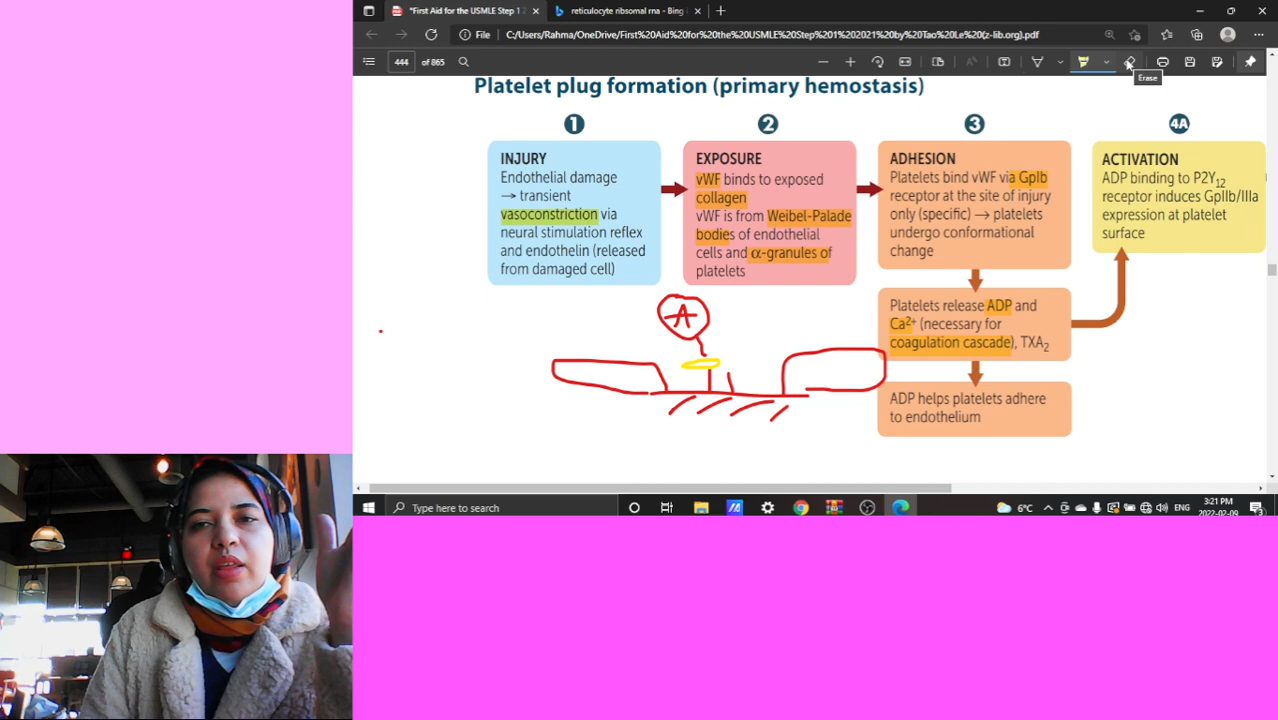 *First Aid for the USMLE Step 1 2
reticulocyte ribsomal rna - Bing
File
C:/Users/Rahma/OneDrive/First%20Aid%20for%20the%20USMLE%20Step%201%202021%20by%20Tao%20Le%20(z-lib.org).pdf
444 of 865
Erase
Platelet plug formation (primary hemostasis)
1
2
3
4A
INJURY
Endothelial damage
→ transient
vasoconstriction via
neural stimulation reflex
and endothelin (released
from damaged cell)
EXPOSURE
vWF binds to exposed
collagen
vWF is from Weibel-Palade
bodies of endothelial
cells and α-granules of
platelets
ADHESION
Platelets bind vWF via GpIb
receptor at the site of injury
only (specific) → platelets
undergo conformational
change
ACTIVATION
ADP binding to P2Y12
receptor induces GpIIb/IIIa
expression at platelet
surface
Platelets release ADP and
Ca2+ (necessary for
coagulation cascade), TXA2
ADP helps platelets adhere
to endothelium
A
Type here to search
6°C
ENG
3:21 PM
2022-02-09